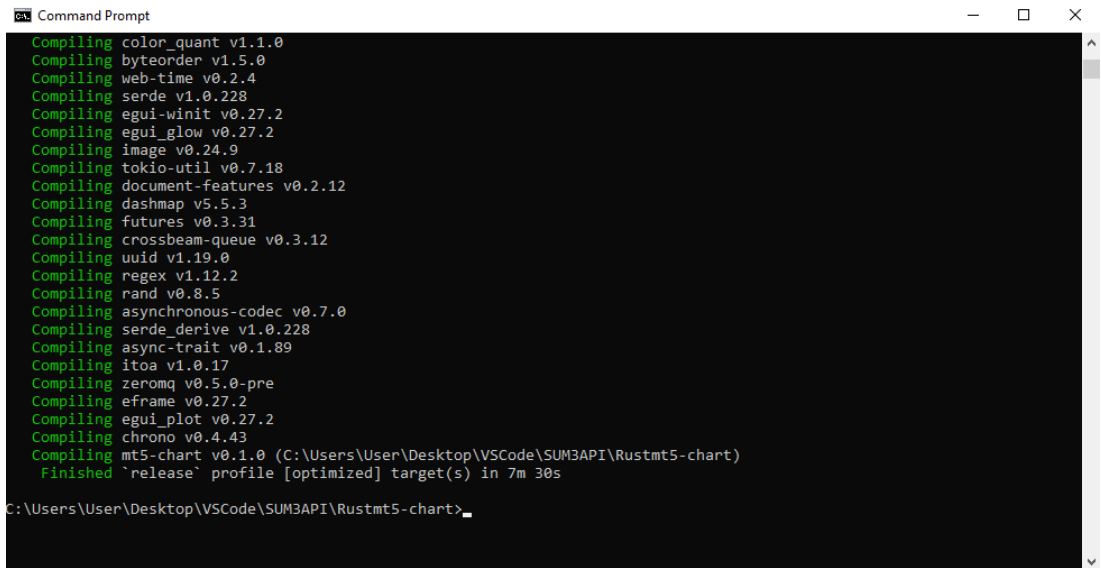 Command Prompt
Compiling color_quant v1.1.0
Compiling byteorder v1.5.0
Compiling web-time v0.2.4
Compiling serde v1.0.228
Compiling egui-winit v0.27.2
Compiling egui_glow v0.27.2
Compiling image v0.24.9
Compiling tokio-util v0.7.18
Compiling document-features v0.2.12
Compiling dashmap v5.5.3
Compiling futures v0.3.31
Compiling crossbeam-queue v0.3.12
Compiling uuid v1.19.0
Compiling regex v1.12.2
Compiling rand v0.8.5
Compiling asynchronous-codec v0.7.0
Compiling serde_derive v1.0.228
Compiling async-trait v0.1.89
Compiling itoa v1.0.17
Compiling zeromq v0.5.0-pre
Compiling eframe v0.27.2
Compiling egui_plot v0.27.2
Compiling chrono v0.4.43
Compiling mt5-chart v0.1.0 (C:\Users\User\Desktop\VSCode\SUM3API\Rustmt5-chart)
Finished `release` profile [optimized] target(s) in 7m 30s
C:\Users\User\Desktop\VSCode\SUM3API\Rustmt5-chart>